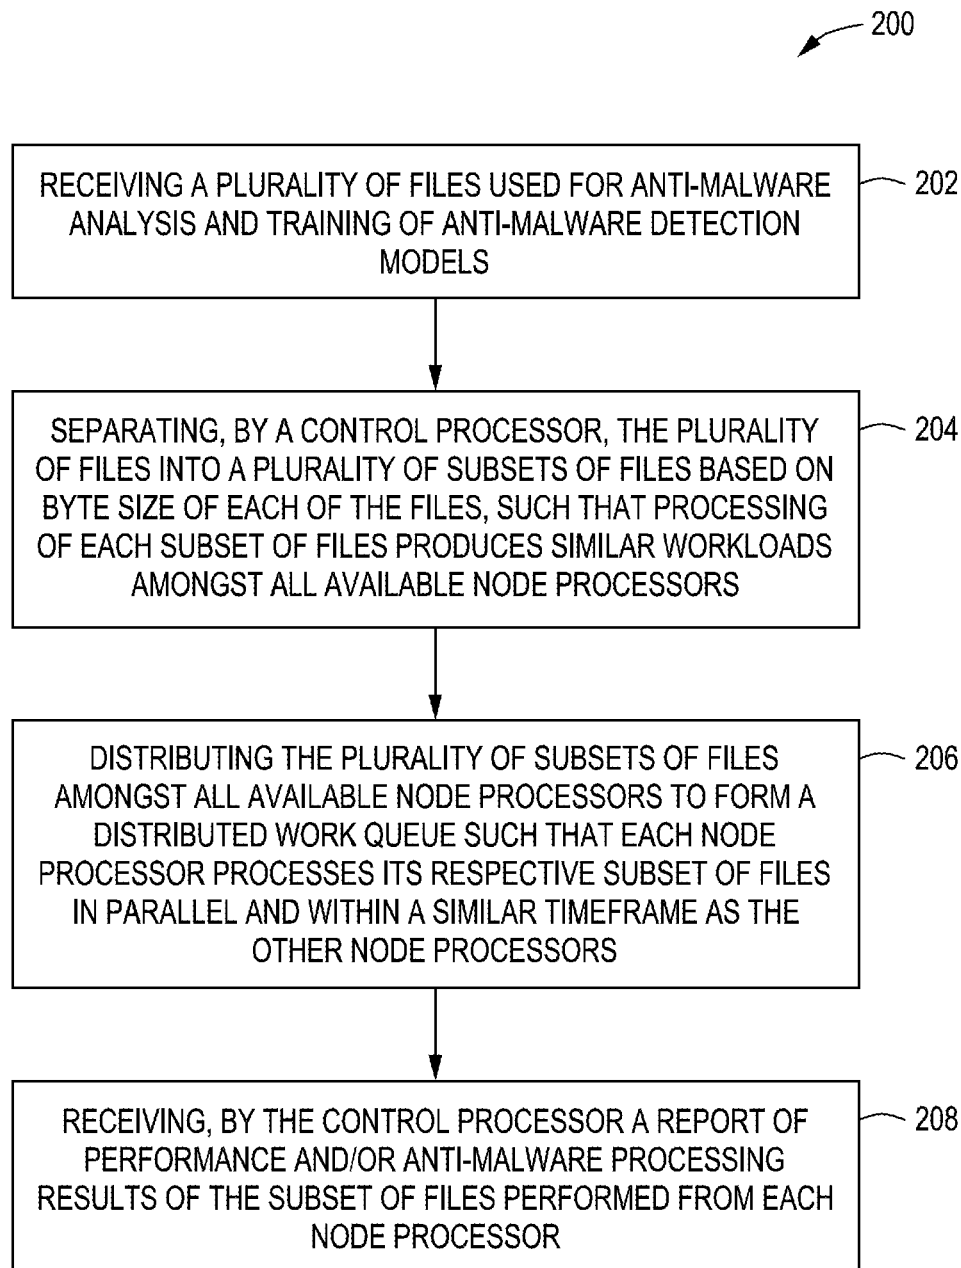 200
RECEIVING A PLURALITY OF FILES USED FOR ANTI-MALWARE
ANALYSIS AND TRAINING OF ANTI-MALWARE DETECTION
MODELS
202
SEPARATING, BY A CONTROL PROCESSOR, THE PLURALITY
OF FILES INTO A PLURALITY OF SUBSETS OF FILES BASED ON
BYTE SIZE OF EACH OF THE FILES, SUCH THAT PROCESSING
OF EACH SUBSET OF FILES PRODUCES SIMILAR WORKLOADS
AMONGST ALL AVAILABLE NODE PROCESSORS
204
DISTRIBUTING THE PLURALITY OF SUBSETS OF FILES
AMONGST ALL AVAILABLE NODE PROCESSORS TO FORM A
DISTRIBUTED WORK QUEUE SUCH THAT EACH NODE
PROCESSOR PROCESSES ITS RESPECTIVE SUBSET OF FILES
IN PARALLEL AND WITHIN A SIMILAR TIMEFRAME AS THE
OTHER NODE PROCESSORS
206
RECEIVING, BY THE CONTROL PROCESSOR A REPORT OF
PERFORMANCE AND/OR ANTI-MALWARE PROCESSING
RESULTS OF THE SUBSET OF FILES PERFORMED FROM EACH
NODE PROCESSOR
208